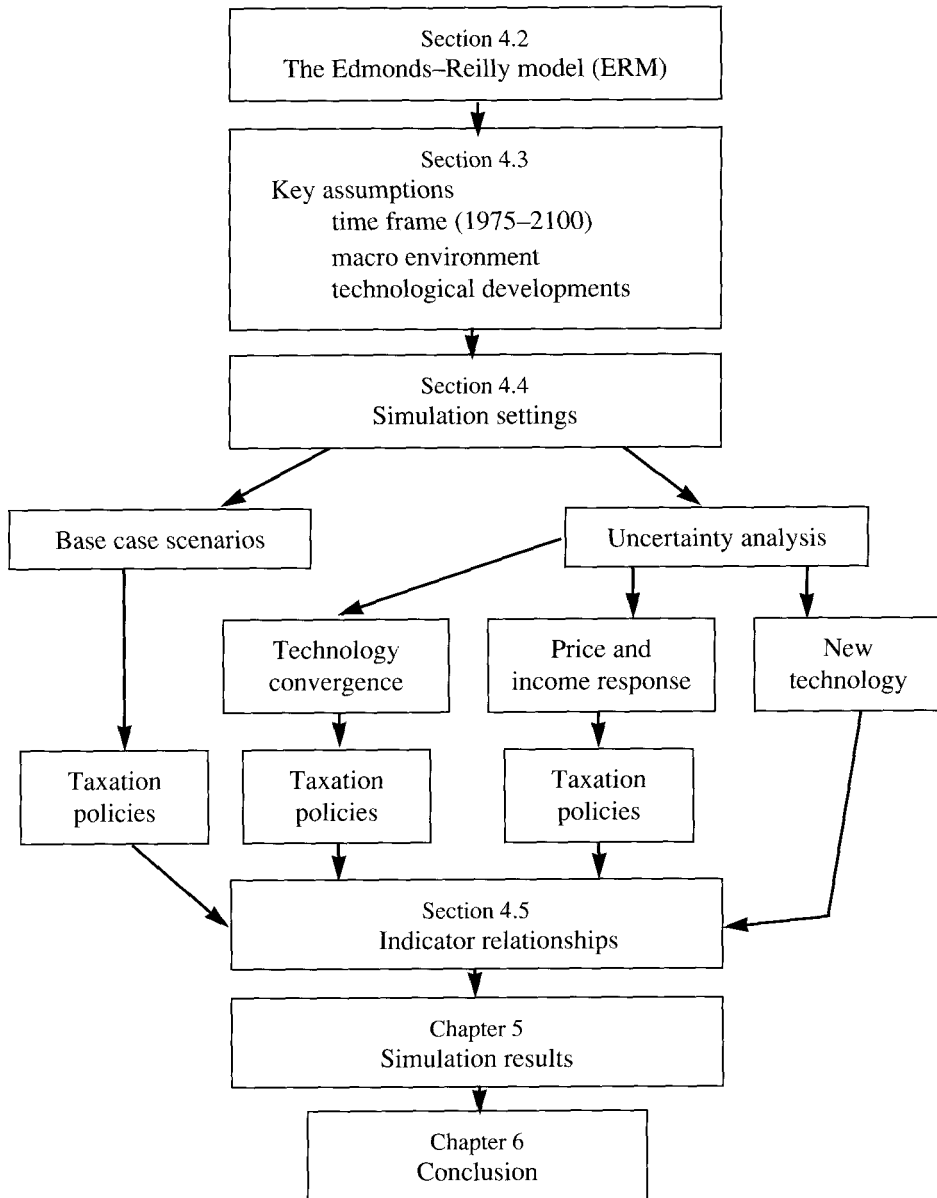 Section 4.2
The Edmonds–Reilly model (ERM)
Section 4.3
Key assumptions
time frame (1975–2100)
macro environment
technological developments
Section 4.4
Simulation settings
Base case scenarios
Uncertainty analysis
Technology
convergence
Price and
income response
New
technology
Taxation
policies
Taxation
policies
Taxation
policies
Section 4.5
Indicator relationships
Chapter 5
Simulation results
Chapter 6
Conclusion